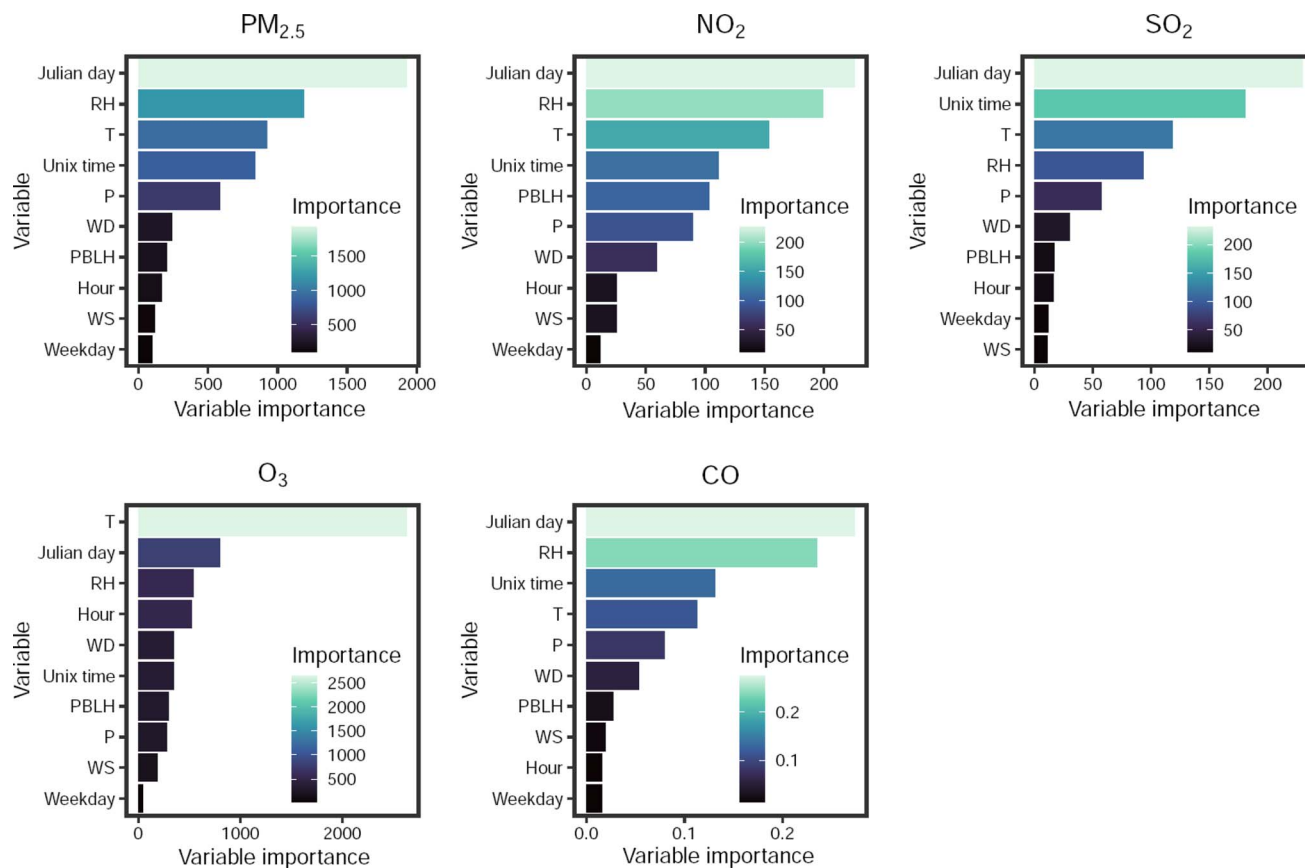 PM2.5
Julian day
RH
T
Unix time
P
WD
PBLH
Hour
WS
Weekday
Variable
Importance
1500
1000
500
0 500 1000 1500 2000
Variable importance
NO2
Julian day
RH
T
Unix time
PBLH
P
WD
Hour
WS
Weekday
Variable
Importance
200
150
100
50
0 50 100 150 200
Variable importance
SO2
Julian day
Unix time
T
RH
P
WD
PBLH
Hour
Weekday
WS
Variable
Importance
200
150
100
50
0 50 100 150 200
Variable importance
O3
T
Julian day
RH
Hour
WD
Unix time
PBLH
P
WS
Weekday
Variable
Importance
2500
2000
1500
1000
500
0 1000 2000
Variable importance
CO
Julian day
RH
Unix time
T
P
WD
PBLH
WS
Hour
Weekday
Variable
Importance
0.2
0.1
0.0 0.1 0.2
Variable importance